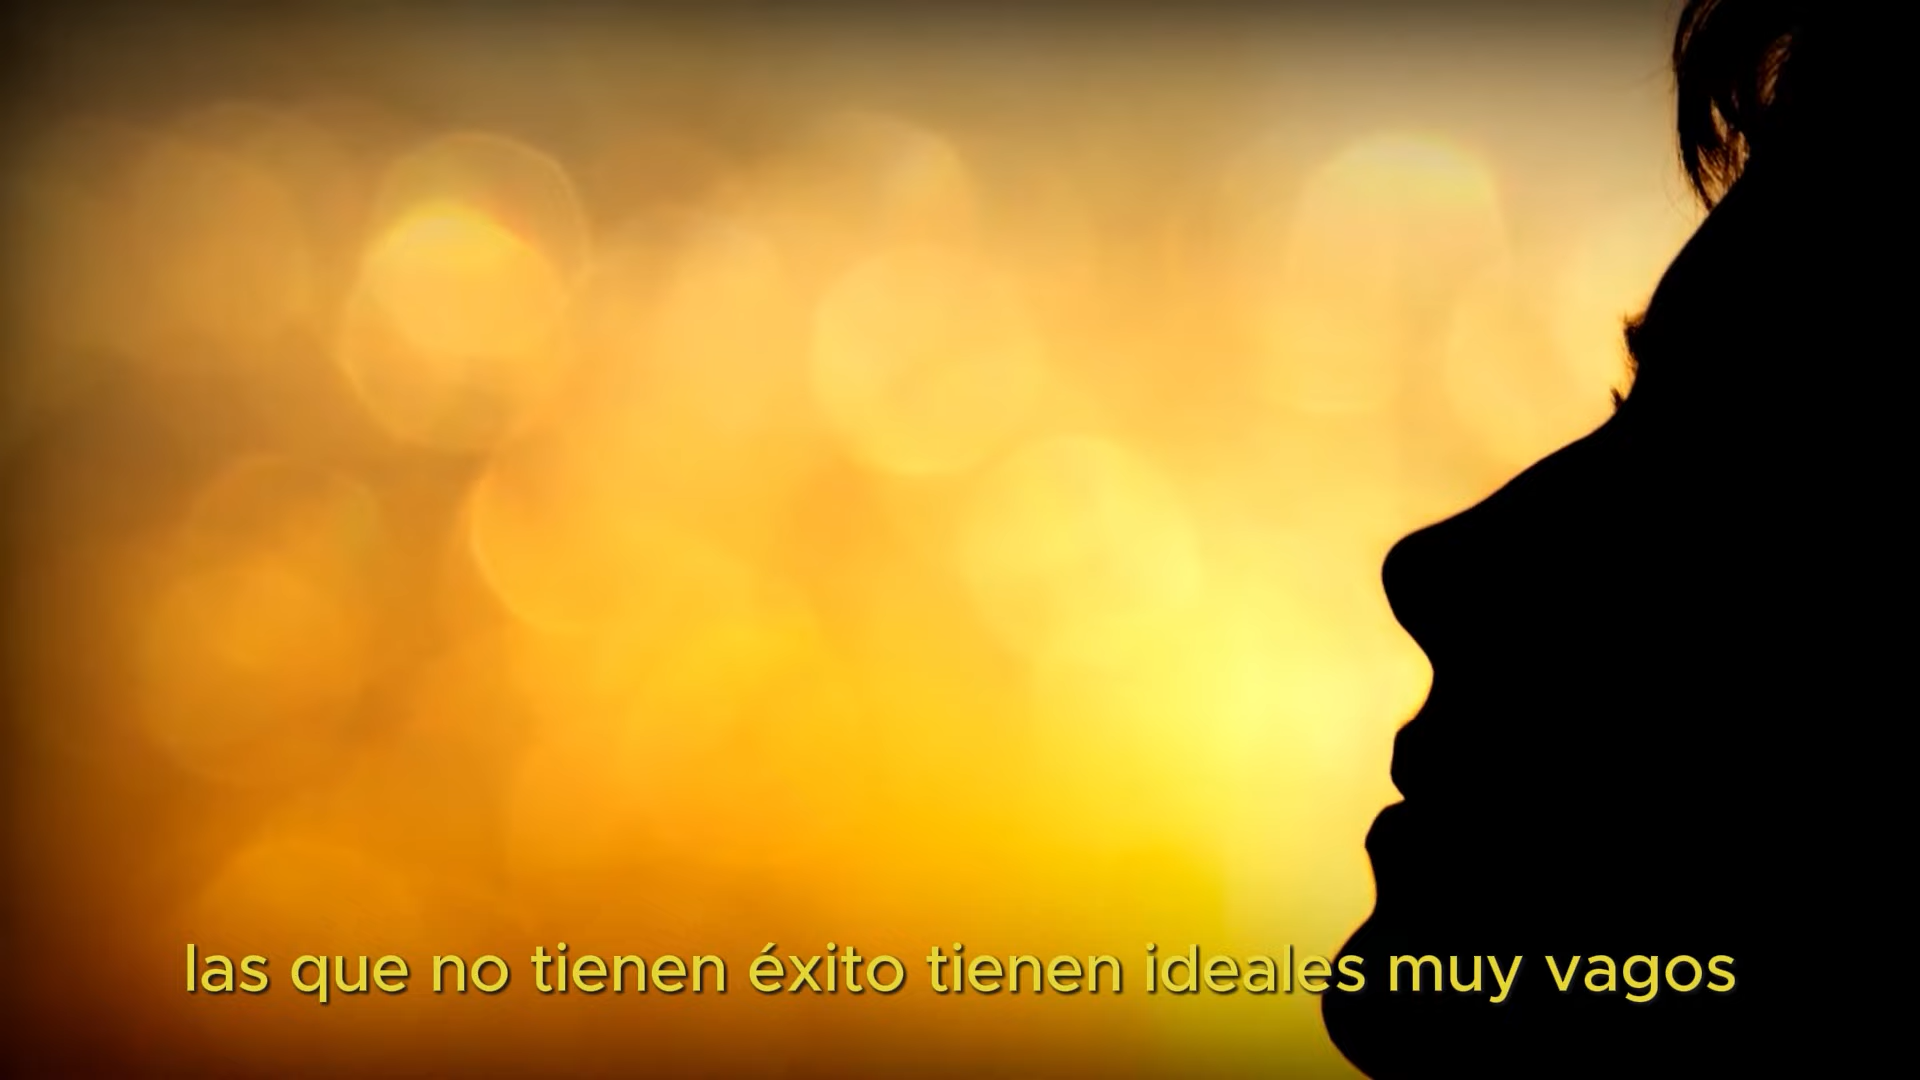 las que no tienen éxito tienen ideales muy vagos